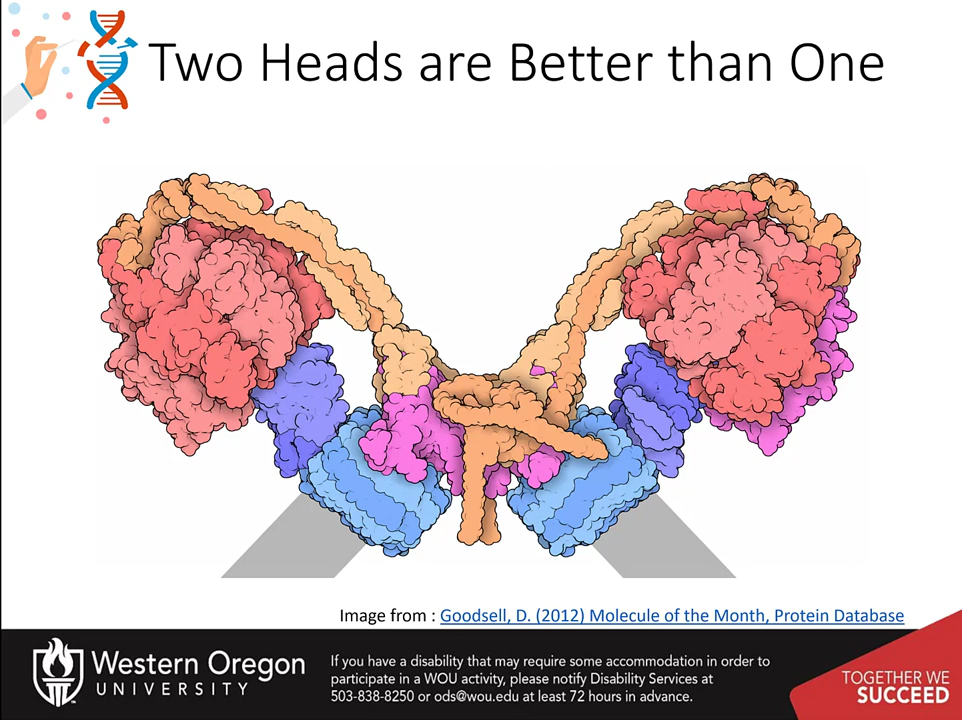 Two Heads are Better than One
Image from : Goodsell, D. (2012) Molecule of the Month, Protein Database
Western Oregon
UNIVERSITY
If you have a disability that may require some accommodation in order to
participate in a WOU activity, please notify Disability Services at
503-838-8250 or ods@wou.edu at least 72 hours in advance.
TOGETHER WE
SUCCEED